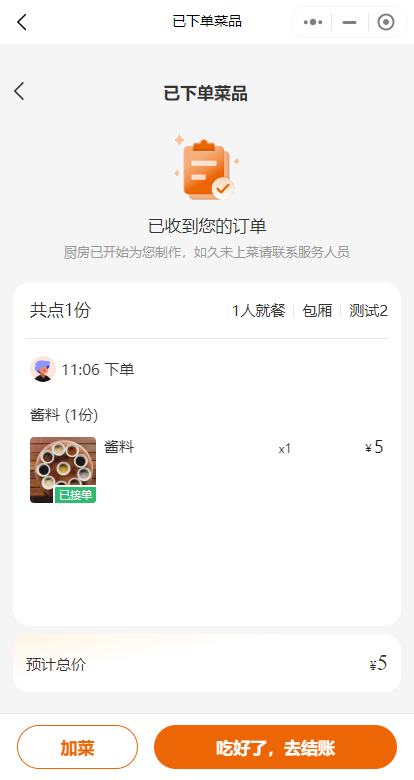 已下单菜品
已下单菜品
已收到您的订单
厨房已开始为您制作，如久未上菜请联系服务人员
共点1份 1人就餐 包厢 测试2
11:06 下单
酱料 (1份)
酱料 x1 ¥5
已接单
预计总价 ¥5
加菜 吃好了，去结账